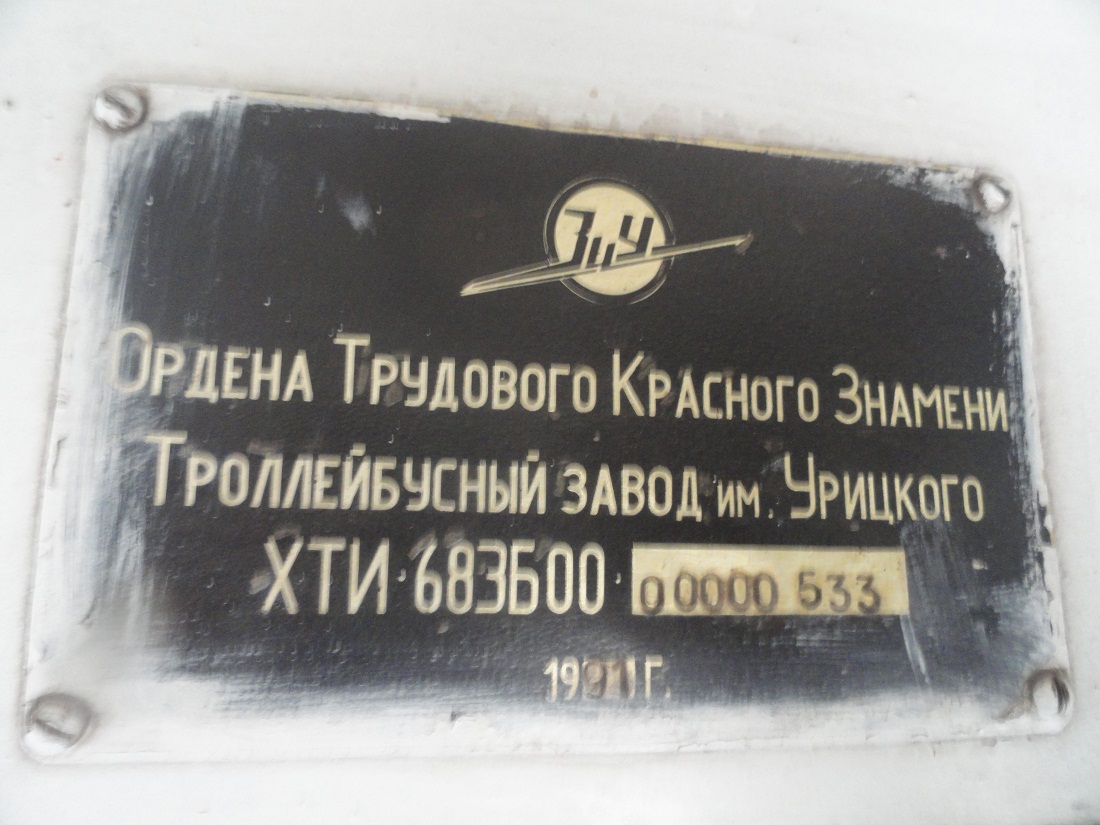 ЗиУ
Ордена Трудового Красного Знамени
Троллейбусный завод им. Урицкого
ХТИ 683Б00 00000 533